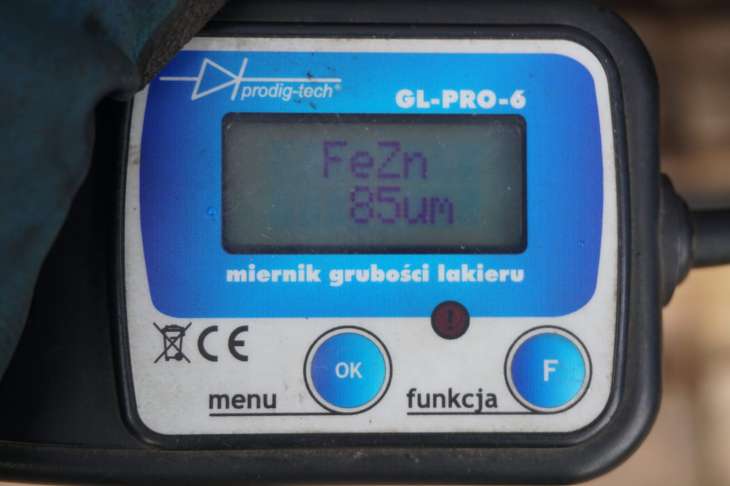 prodig-tech®
GL-PRO-6
FeZn
85um
miernik grubości lakieru
CE
OK
F
menu
funkcja